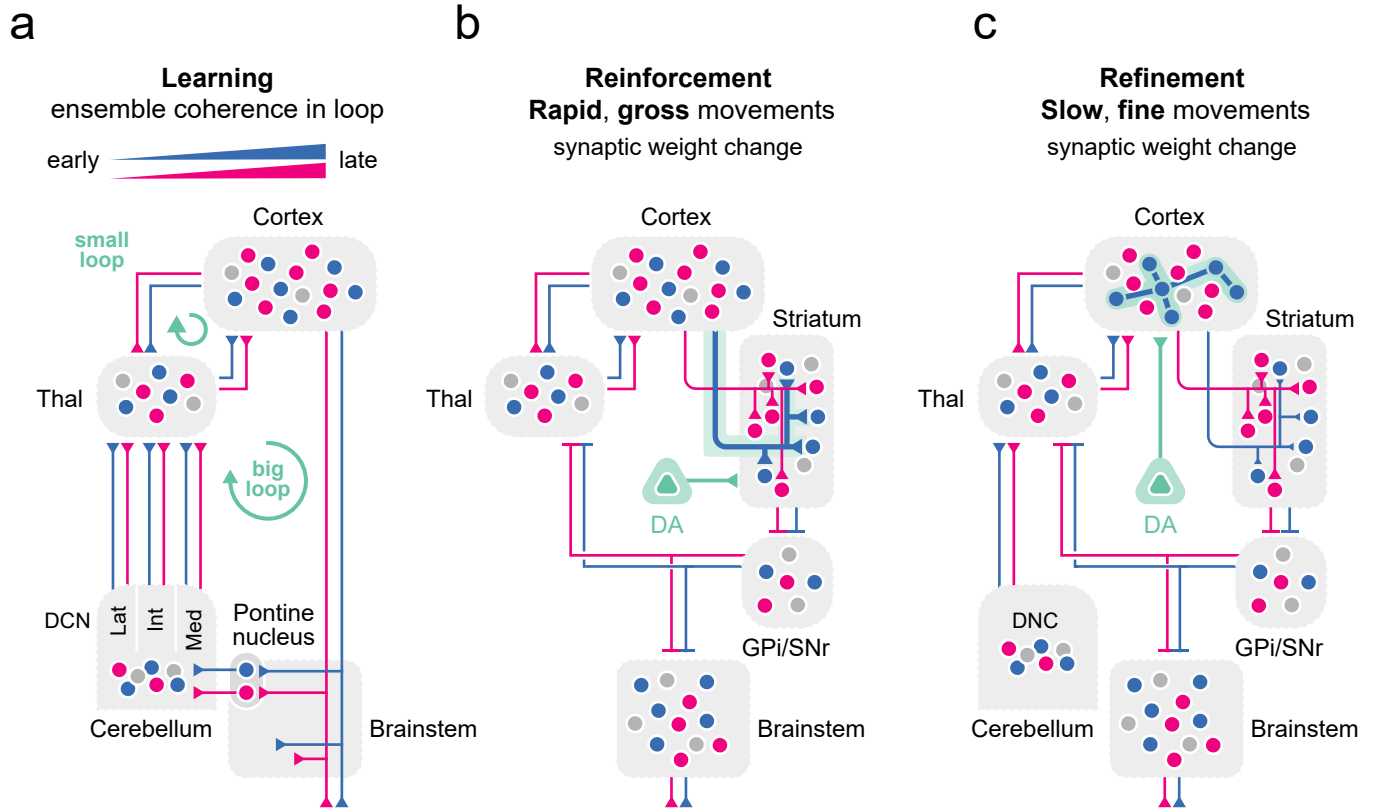 a
Learning
ensemble coherence in loop
early
late
Cortex
small
loop
Thal
big
loop
DCN
Lat
Int
Med
Pontine
nucleus
Cerebellum
Brainstem
b
Reinforcement
Rapid, gross movements
synaptic weight change
Cortex
Striatum
Thal
DA
GPi/SNr
Brainstem
c
Refinement
Slow, fine movements
synaptic weight change
Cortex
Striatum
Thal
DA
DNC
GPi/SNr
Cerebellum
Brainstem